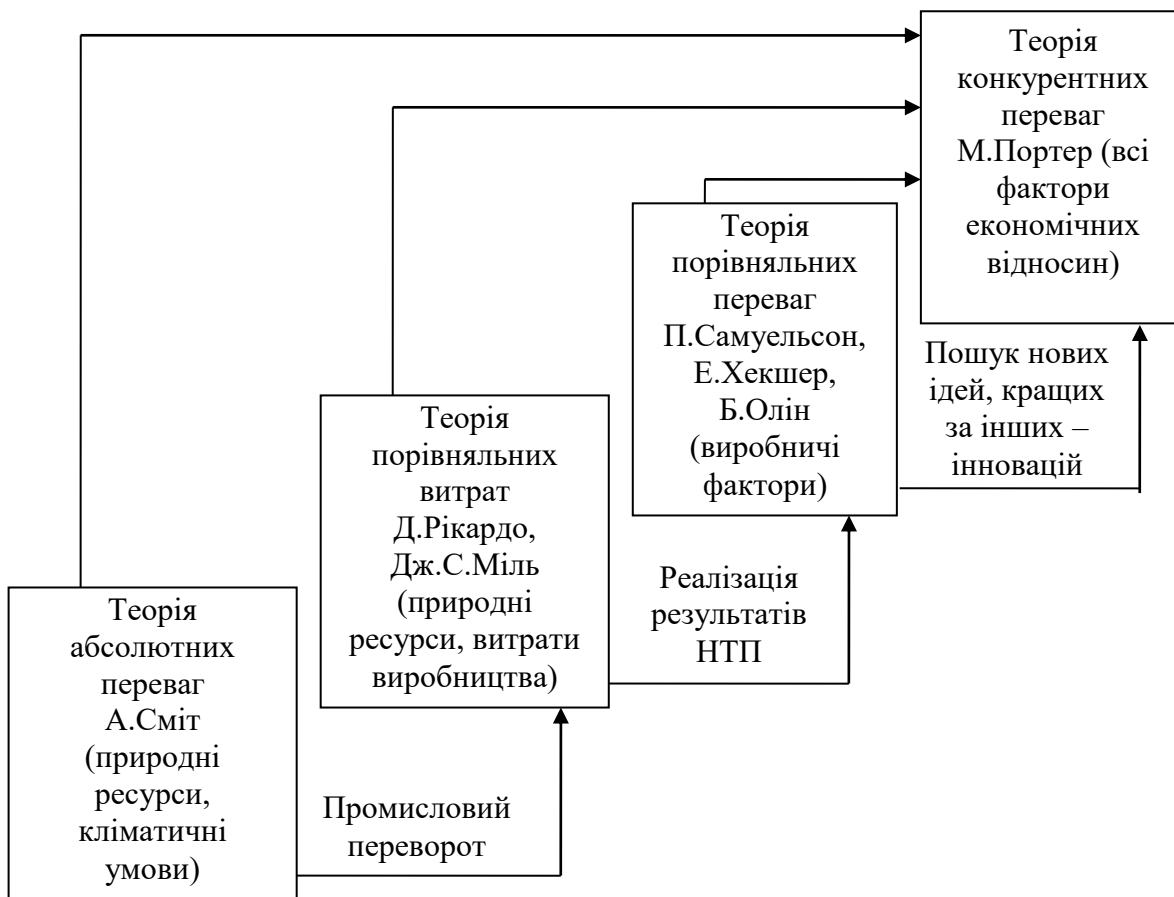 Теорія
конкурентних
переваг
М.Портер (всі
фактори
економічних
відносин)
Теорія
порівняльних
переваг
П.Самуельсон,
Е.Хекшер,
Б.Олін
(виробничі
фактори)
Пошук нових
ідей, кращих
за інших –
інновацій
Теорія
порівняльних
витрат
Д.Рікардо,
Дж.С.Міль
(природні
ресурси, витрати
виробництва)
Реалізація
результатів
НТП
Теорія
абсолютних
переваг
А.Сміт
(природні
ресурси,
кліматичні
умови)
Промисловий
переворот